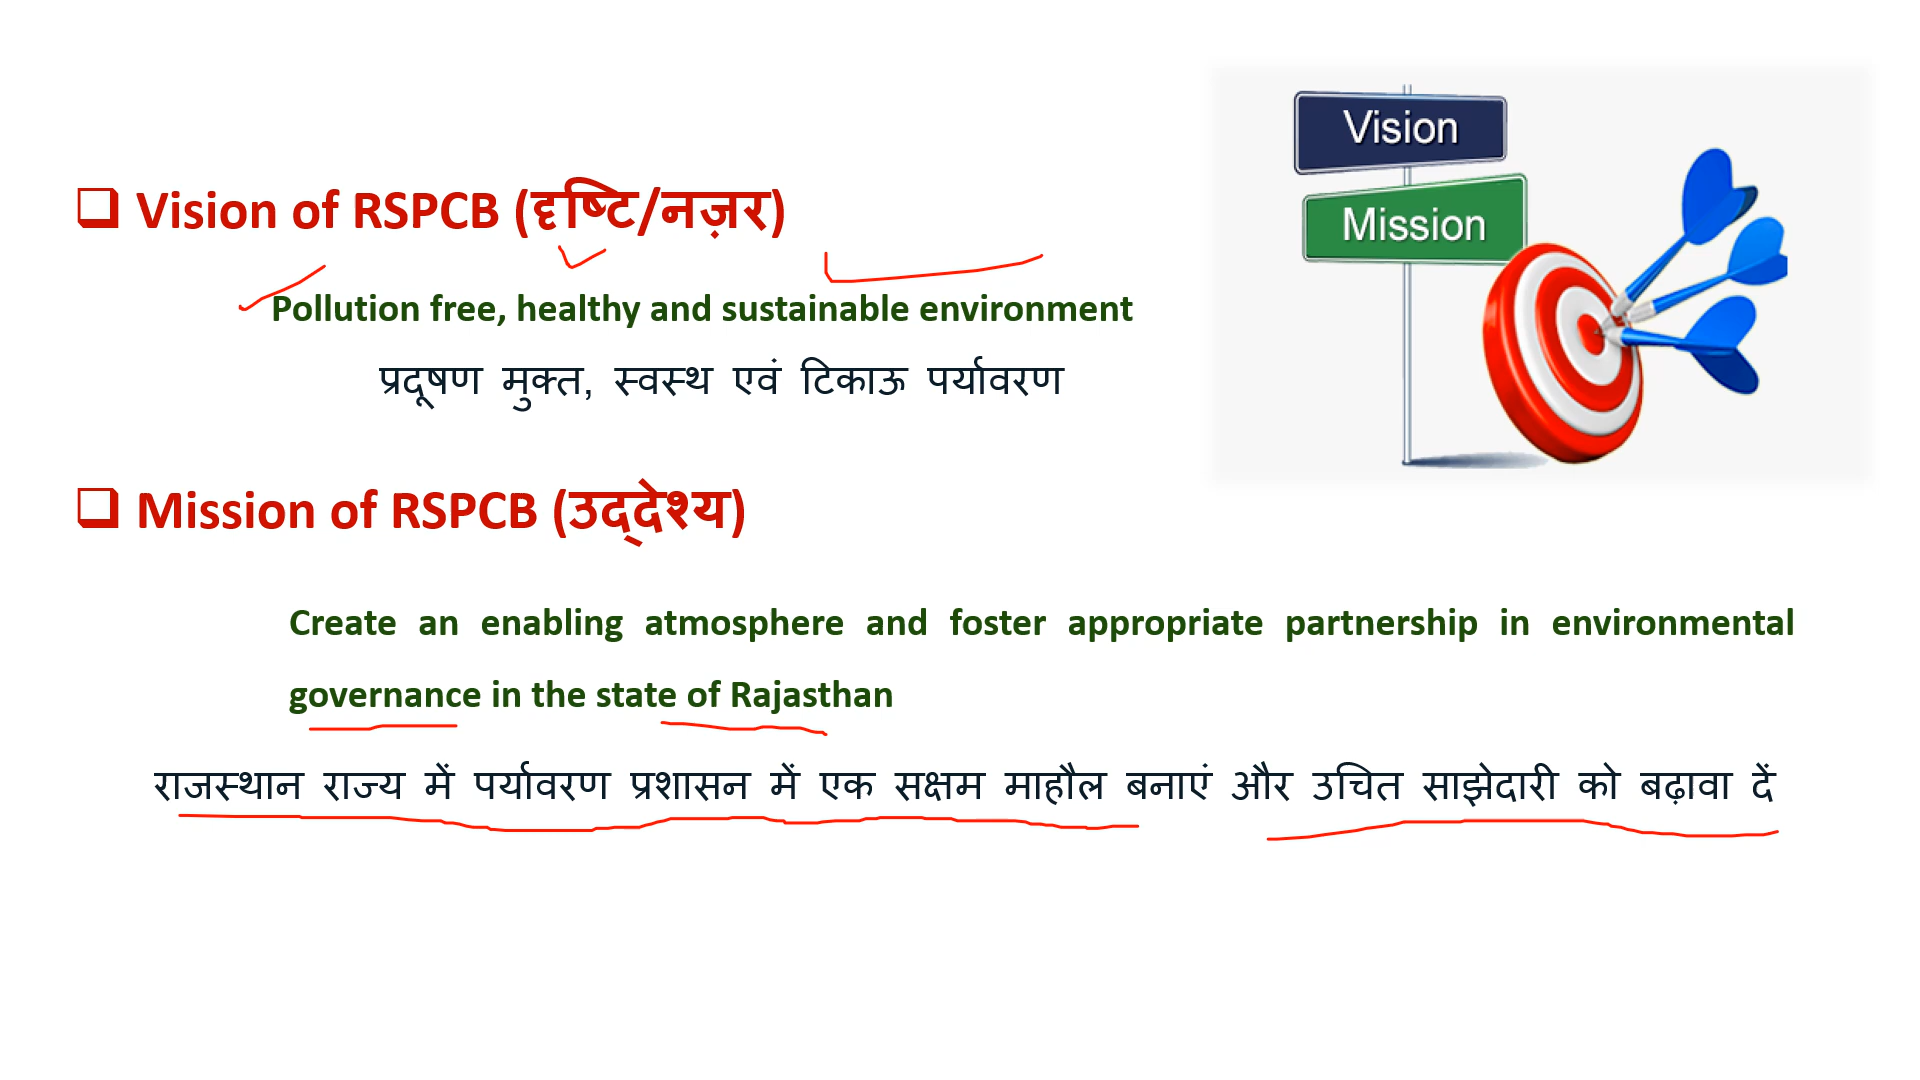 Vision
Mission
Vision of RSPCB (दृष्टि/नज़र)
Pollution free, healthy and sustainable environment
प्रदूषण मुक्त, स्वस्थ एवं टिकाऊ पर्यावरण
Mission of RSPCB (उद्देश्य)
Create an enabling atmosphere and foster appropriate partnership in environmental
governance in the state of Rajasthan
राजस्थान राज्य में पर्यावरण प्रशासन में एक सक्षम माहौल बनाएं और उचित साझेदारी को बढ़ावा दें